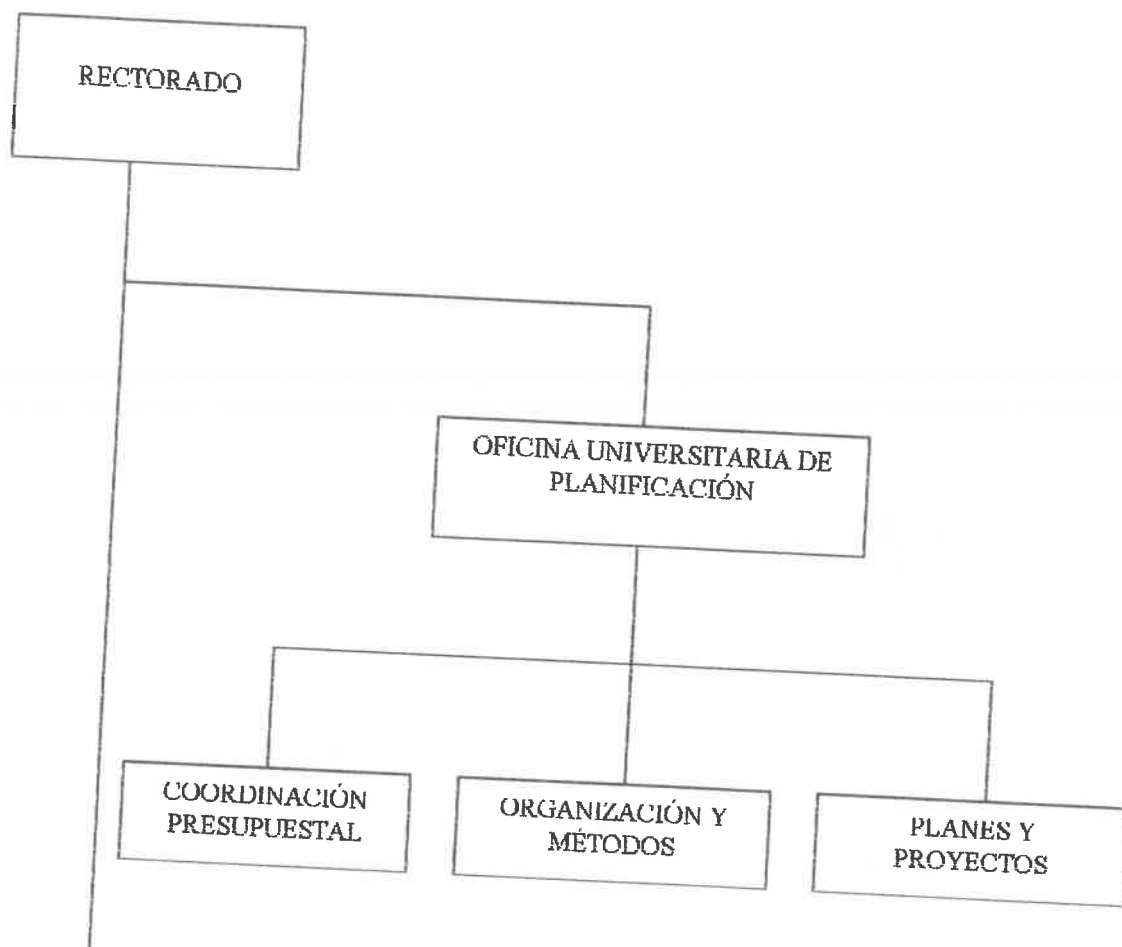 RECTORADO
OFICINA UNIVERSITARIA DE
PLANIFICACIÓN
COORDINACIÓN
PRESUPUESTAL
ORGANIZACIÓN Y
MÉTODOS
PLANES Y
PROYECTOS